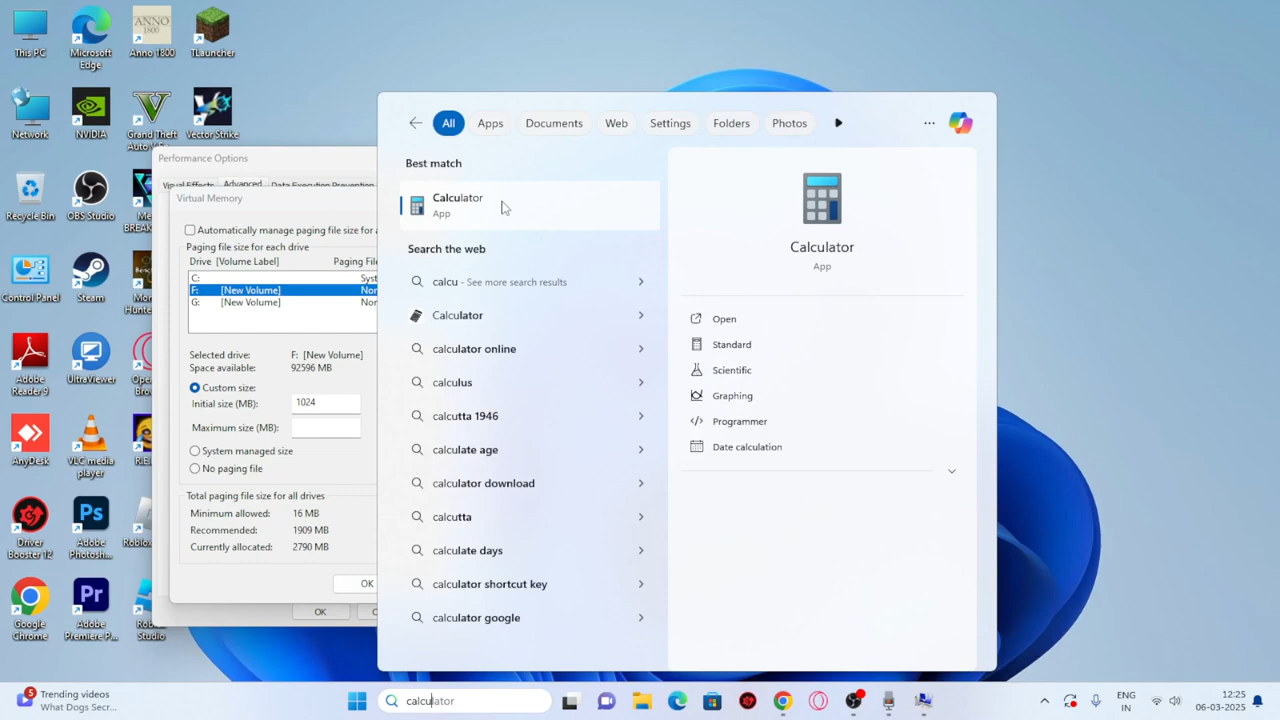 This PC
Microsoft
Edge
ANNO
1800
Anno 1800
TLauncher
Network
NVIDIA
Grand Theft
Vector Strike
Recycle Bin
OBS Studio
Control Panel
Steam
Adobe
Reader 9
UltraViewer
AnyDesk
VLC media
player
Driver
Booster 12
Adobe
Photosh...
Google
Chrome
Adobe
Premiere P...
Studio
Performance Options
Visual Effects Advanced Data Execution Prevention
Virtual Memory
Automatically manage paging file size for a
Paging file size for each drive
Drive [Volume Label] Paging Fil
C: Sys
F: [New Volume] Nor
G: [New Volume] Nor
Selected drive: F: [New Volume]
Space available: 92596 MB
Custom size:
Initial size (MB): 1024
Maximum size (MB):
System managed size
No paging file
Total paging file size for all drives
Minimum allowed: 16 MB
Recommended: 1909 MB
Currently allocated: 2790 MB
OK
OK C
All Apps Documents Web Settings Folders Photos
Best match
Calculator
App
Search the web
calcu - See more search results
Calculator
calculator online
calculus
calcutta 1946
calculate age
calculator download
calcutta
calculate days
calculator shortcut key
calculator google
Calculator
App
Open
Standard
Scientific
Graphing
Programmer
Date calculation
5
Trending videos
What Dogs Secr...
calculator
ENG
IN
12:25
06-03-2025